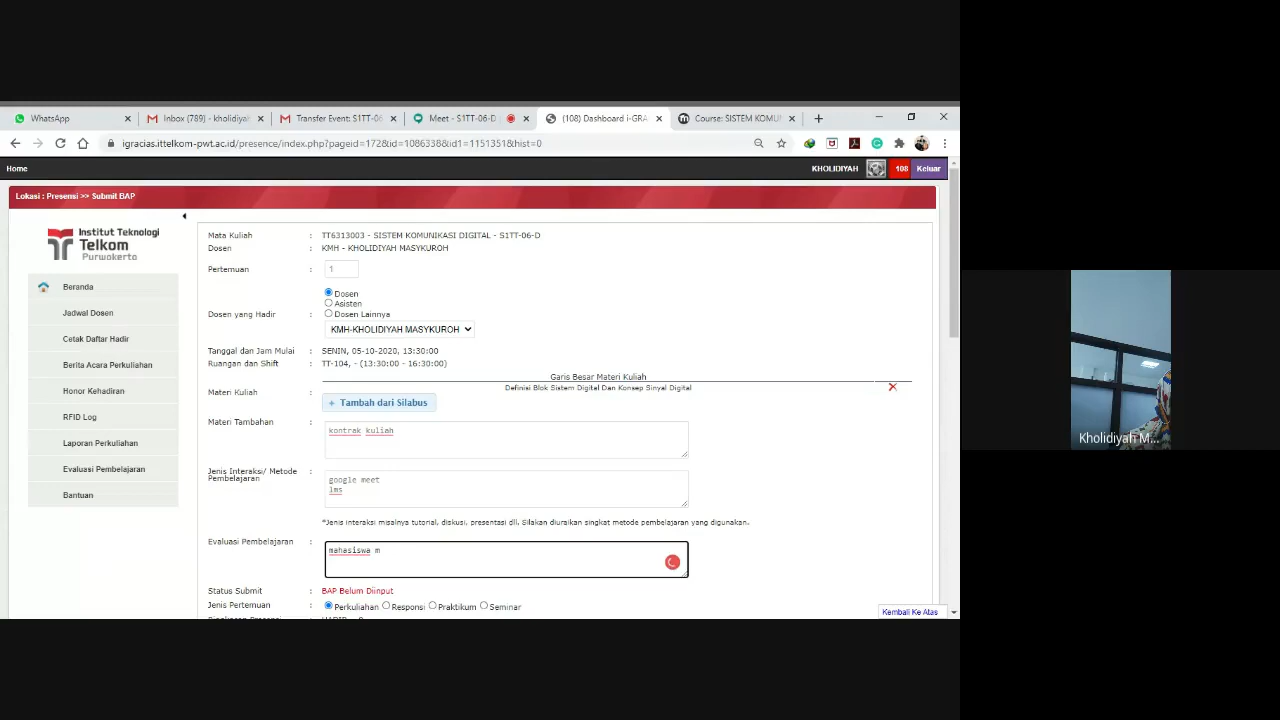 WhatsApp
Inbox (789) - kholidiyal
Transfer Event: S1TT-06
Meet - S1TT-06-D
(108) Dashboard i-GRA
Course: SISTEM KOMU
igracias.ittelkom-pwt.ac.id/presence/index.php?pageid=172&id=1086338&id1=1151351&hist=0
Home
KHOLIDIYAH
108
Keluar
Lokasi : Presensi >> Submit BAP
Institut Teknologi
Telkom
Purwokerto
Beranda
Jadwal Dosen
Cetak Daftar Hadir
Berita Acara Perkuliahan
Honor Kehadiran
RFID Log
Laporan Perkuliahan
Evaluasi Pembelajaran
Bantuan
Mata Kuliah : TT6313003 - SISTEM KOMUNIKASI DIGITAL - S1TT-06-D
Dosen : KMH - KHOLIDIYAH MASYKUROH
Pertemuan : 1
Dosen
Asisten
Dosen yang Hadir : Dosen Lainnya
KMH-KHOLIDIYAH MASYKUROH
Tanggal dan Jam Mulai : SENIN, 05-10-2020, 13:30:00
Ruangan dan Shift : TT-104, - (13:30:00 - 16:30:00)
Garis Besar Materi Kuliah
Definisi Blok Sistem Digital Dan Konsep Sinyal Digital
Materi Kuliah :
+ Tambah dari Silabus
Materi Tambahan : kontrak kuliah
Jenis Interaksi/ Metode
Pembelajaran :
google meet
lms
*Jenis interaksi misalnya tutorial, diskusi, presentasi dll. Silakan diuraikan singkat metode pembelajaran yang digunakan.
Evaluasi Pembelajaran : mahasiswa m
Status Submit : BAP Belum Diinput
Jenis Pertemuan : Perkuliahan Responsi Praktikum Seminar
Kembali Ke Atas
Kholidiyah M...